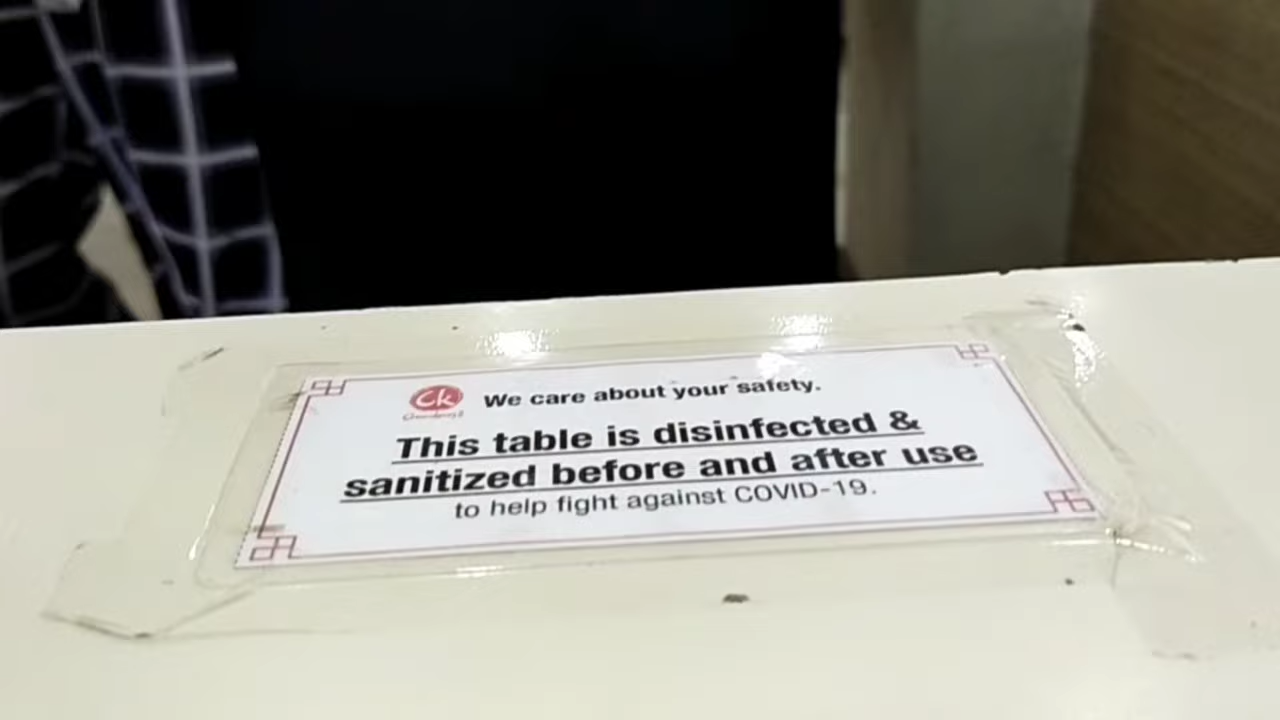 Ck We care about your safety.
This table is disinfected &
sanitized before and after use
to help fight against COVID-19.